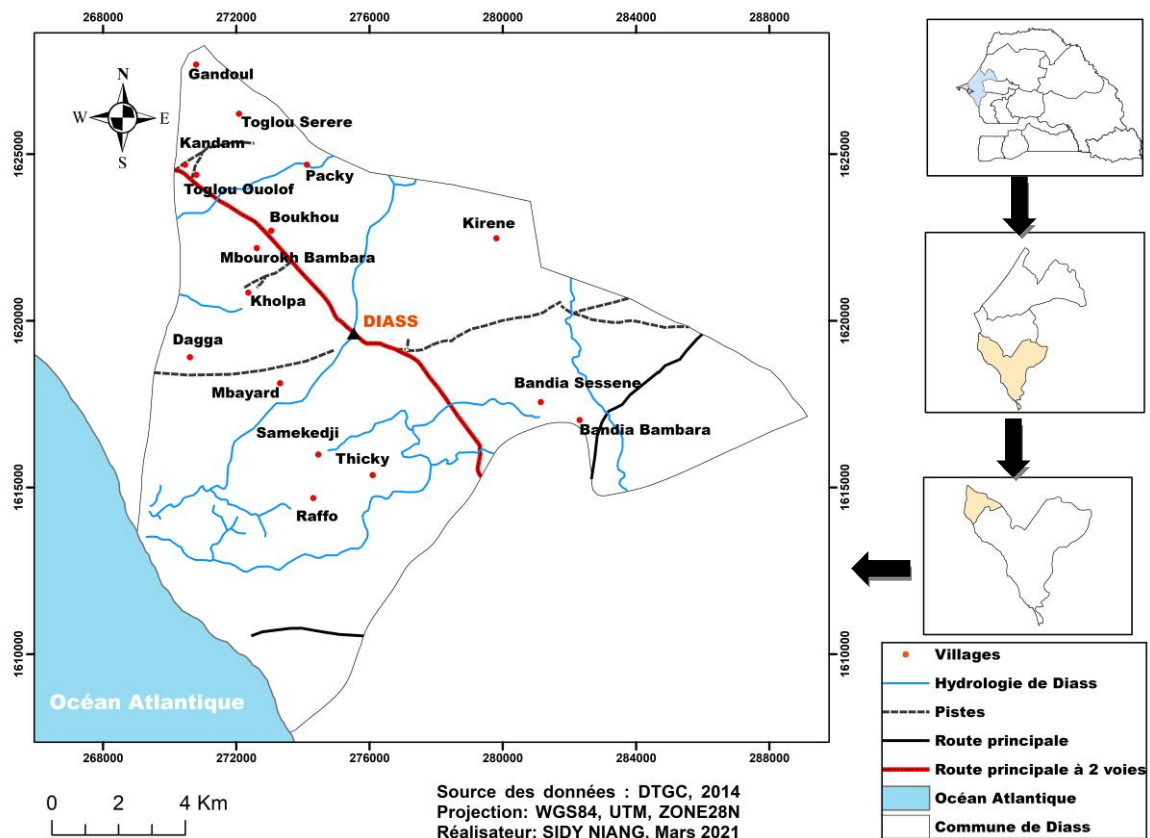 268000 272000 276000 280000 284000 288000
N
W E
S
Gandoul
Toglou Serere
Kandam
Packy
Toglou Ouolof
Boukhou
Kirene
Mbourokh Bambara
Kholpa
DIASS
Dagga
Mbayard
Bandia Sessene
Bandia Bambara
Samekedji
Thicky
Raffo
Océan Atlantique
1625000
1620000
1615000
1610000
1625000
1620000
1615000
1610000
268000 272000 276000 280000 284000 288000
0 2 4 Km
Source des données : DTGC, 2014
Projection: WGS84, UTM, ZONE28N
Réalisateur: SIDY NIANG, Mars 2021
Villages
Hydrologie de Diass
Pistes
Route principale
Route principale à 2 voies
Océan Atlantique
Commune de Diass